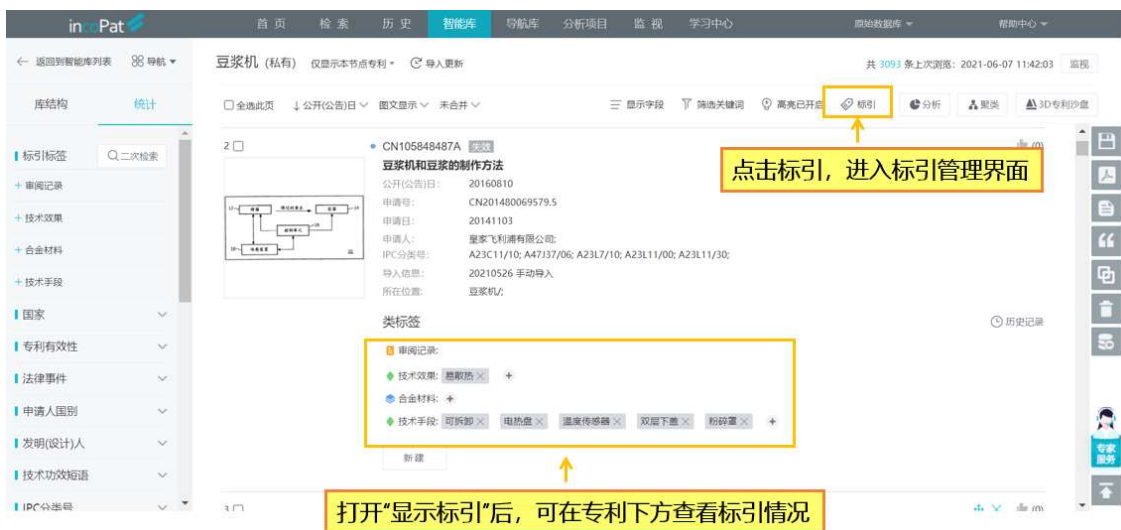 incoPat
首页 检索 历史 智能库 导航库 分析项目 监视 学习中心 原始数据库 帮助中心
← 返回到智能库列表 导航
豆浆机 (私有) 仅显示本节点专利 导入更新
共 3093 条上次浏览: 2021-06-07 11:42:03 监视
库结构 统计
全选此页 ↓公开(公告)日 图文显示 未合并 显示字段 筛选关键词 高亮已开启 标引 分析 聚类 3D专利沙盘
标引标签 二次检索
+ 审阅记录
+ 技术效果
+ 合金材料
+ 技术手段
国家
专利有效性
法律事件
申请人国别
发明(设计)人
技术功效短语
IPC分类号
2
CN105848487A 失效
(0)
豆浆机和豆浆的制作方法
公开(公告)日: 20160810
申请号: CN201480069579.5
申请日: 20141103
申请人: 皇家飞利浦有限公司;
IPC分类号: A23C11/10; A47J37/06; A23L7/10; A23L11/00; A23L11/30;
导入信息: 20210526 手动导入
所在位置: 豆浆机/;
点击标引，进入标引管理界面
类标签 历史记录
审阅记录:
技术效果: 易散热 × +
合金材料: +
技术手段: 可拆卸 × 电热盘 × 温度传感器 × 双层下盖 × 粉碎罩 × +
新建
打开“显示标引”后，可在专利下方查看标引情况
3
(0)
专家
服务